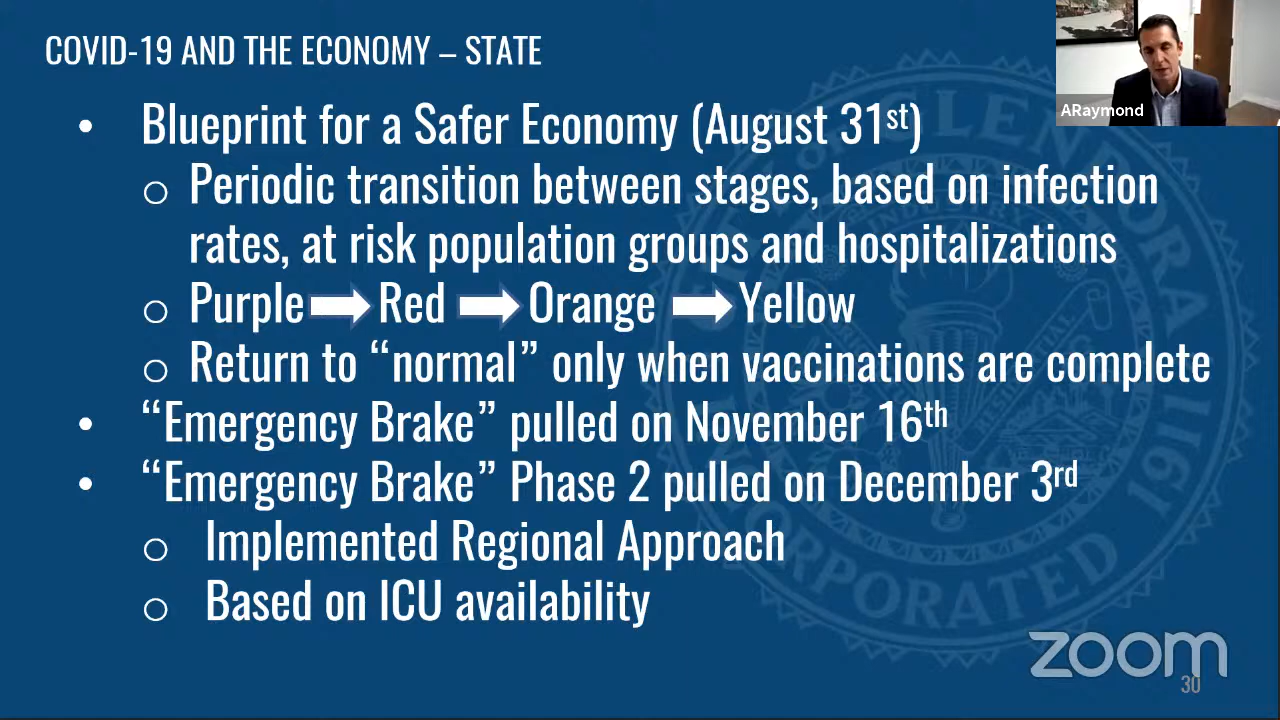 COVID-19 AND THE ECONOMY – STATE
ARaymond
• Blueprint for a Safer Economy (August 31st)
o Periodic transition between stages, based on infection
rates, at risk population groups and hospitalizations
o Purple Red Orange Yellow
o Return to “normal” only when vaccinations are complete
• “Emergency Brake” pulled on November 16th
• “Emergency Brake” Phase 2 pulled on December 3rd
o Implemented Regional Approach
o Based on ICU availability
zoom
30
GLENDORA
1911
INCORPORATED